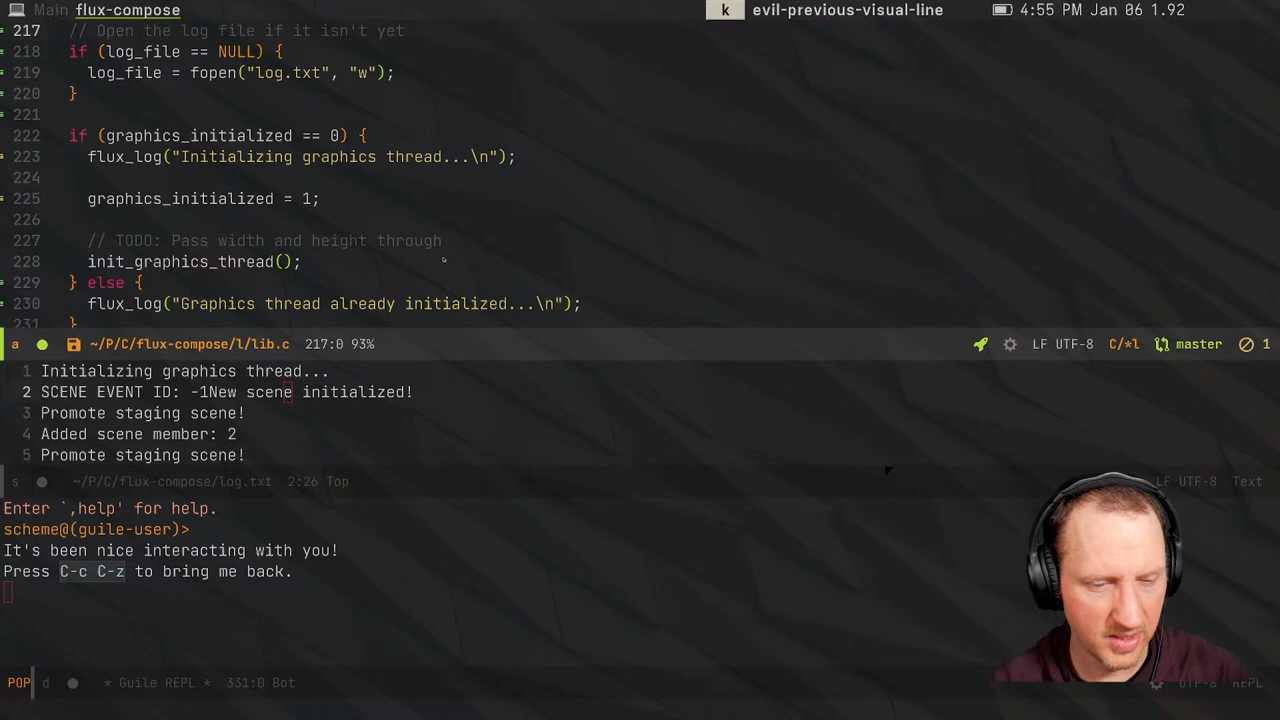 Main flux-compose
k evil-previous-visual-line
4:55 PM Jan 06 1.92
217 // Open the log file if it isn't yet
218 if (log_file == NULL) {
219 log_file = fopen("log.txt", "w");
220 }
221
222 if (graphics_initialized == 0) {
223 flux_log("Initializing graphics thread...\n");
224
225 graphics_initialized = 1;
226
227 // TODO: Pass width and height through
228 init_graphics_thread();
229 } else {
230 flux_log("Graphics thread already initialized...\n");
231 }
a ~/P/C/flux-compose/l/lib.c 217:0 93% LF UTF-8 C/*l master 1
1 Initializing graphics thread...
2 SCENE EVENT ID: -1New scene initialized!
3 Promote staging scene!
4 Added scene member: 2
5 Promote staging scene!
s ~/P/C/flux-compose/log.txt 2:26 Top LF UTF-8 Text
Enter `,help' for help.
scheme@(guile-user)>
It's been nice interacting with you!
Press C-c C-z to bring me back.
POP d * Guile REPL * 331:0 Bot UTF-8 REPL